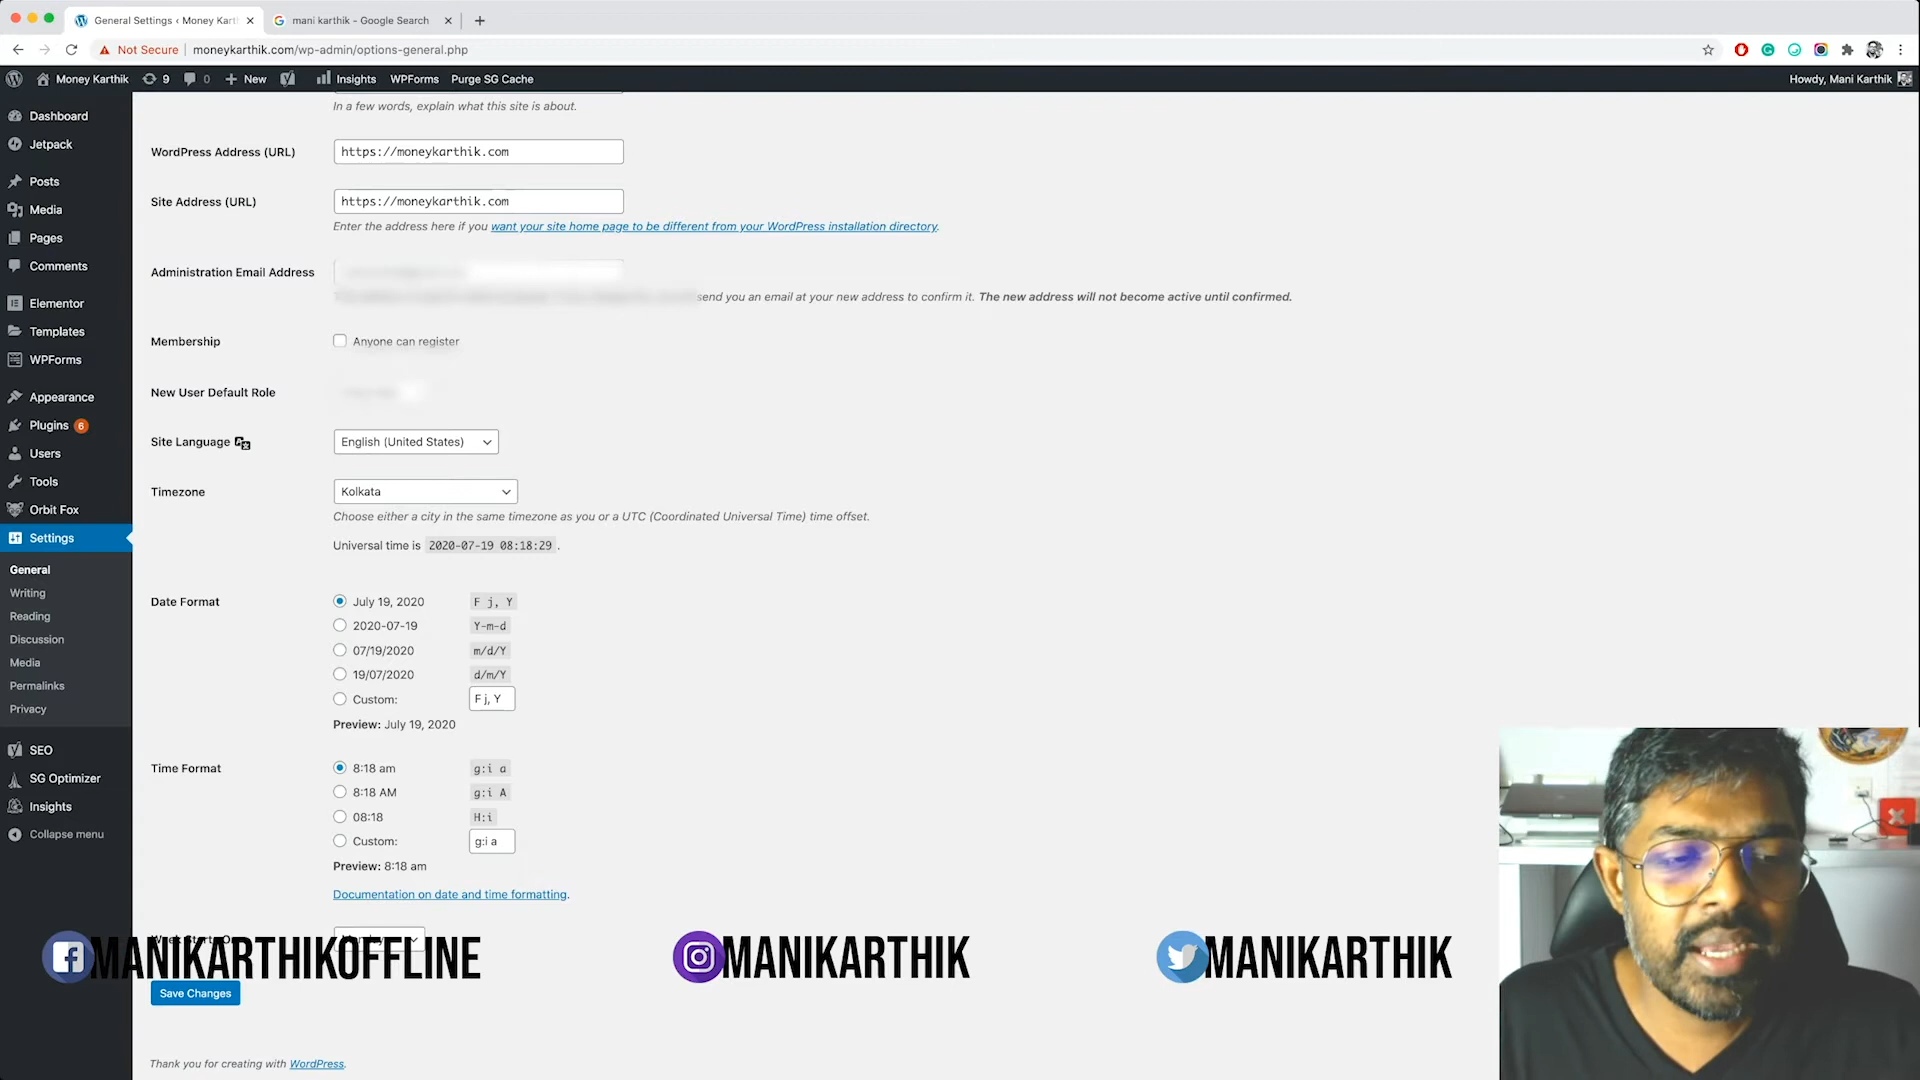 General Settings ‹ Money Karth
mani karthik - Google Search
Not Secure
moneykarthik.com/wp-admin/options-general.php
Money Karthik
9
0
New
Insights
WPForms
Purge SG Cache
Howdy, Mani Karthik
Dashboard
Jetpack
Posts
Media
Pages
Comments
Elementor
Templates
WPForms
Appearance
Plugins 6
Users
Tools
Orbit Fox
Settings
General
Writing
Reading
Discussion
Media
Permalinks
Privacy
SEO
SG Optimizer
Insights
Collapse menu
In a few words, explain what this site is about.
WordPress Address (URL)
https://moneykarthik.com
Site Address (URL)
https://moneykarthik.com
Enter the address here if you want your site home page to be different from your WordPress installation directory.
Administration Email Address
send you an email at your new address to confirm it. The new address will not become active until confirmed.
Membership
Anyone can register
New User Default Role
Site Language
English (United States)
Timezone
Kolkata
Choose either a city in the same timezone as you or a UTC (Coordinated Universal Time) time offset.
Universal time is 2020-07-19 08:18:29 .
Date Format
July 19, 2020 F j, Y
2020-07-19 Y-m-d
07/19/2020 m/d/Y
19/07/2020 d/m/Y
Custom: F j, Y
Preview: July 19, 2020
Time Format
8:18 am g:i a
8:18 AM g:i A
08:18 H:i
Custom: g:i a
Preview: 8:18 am
Documentation on date and time formatting.
MANIKARTHIKOFFLINE
MANIKARTHIK
MANIKARTHIK
Save Changes
Thank you for creating with WordPress.